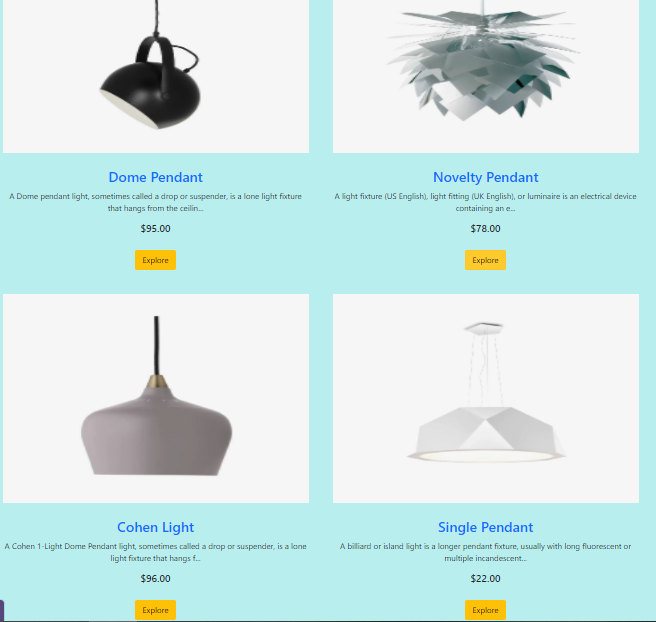 Dome Pendant
A Dome pendant light, sometimes called a drop or suspender, is a lone light fixture
that hangs from the ceilin...
$95.00
Explore
Novelty Pendant
A light fixture (US English), light fitting (UK English), or luminaire is an electrical device
containing an e...
$78.00
Explore
Cohen Light
A Cohen 1-Light Dome Pendant light, sometimes called a drop or suspender, is a lone
light fixture that hangs f...
$96.00
Explore
Single Pendant
A billiard or island light is a longer pendant fixture, usually with long fluorescent or
multiple incandescent...
$22.00
Explore